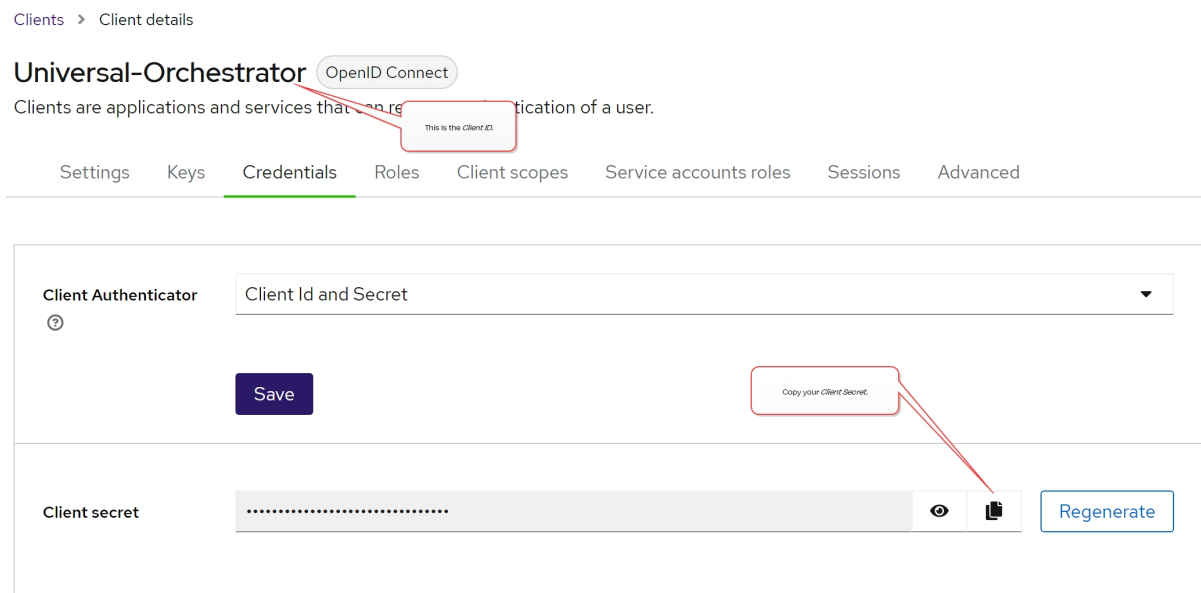 Clients > Client details
Universal-Orchestrator OpenID Connect
Clients are applications and services that can re tication of a user.
This is the Client ID.
Settings Keys Credentials Roles Client scopes Service accounts roles Sessions Advanced
Client Authenticator Client Id and Secret
Save
Copy your Client Secret.
Client secret •••••••••••••••••••••••••••••••• Regenerate